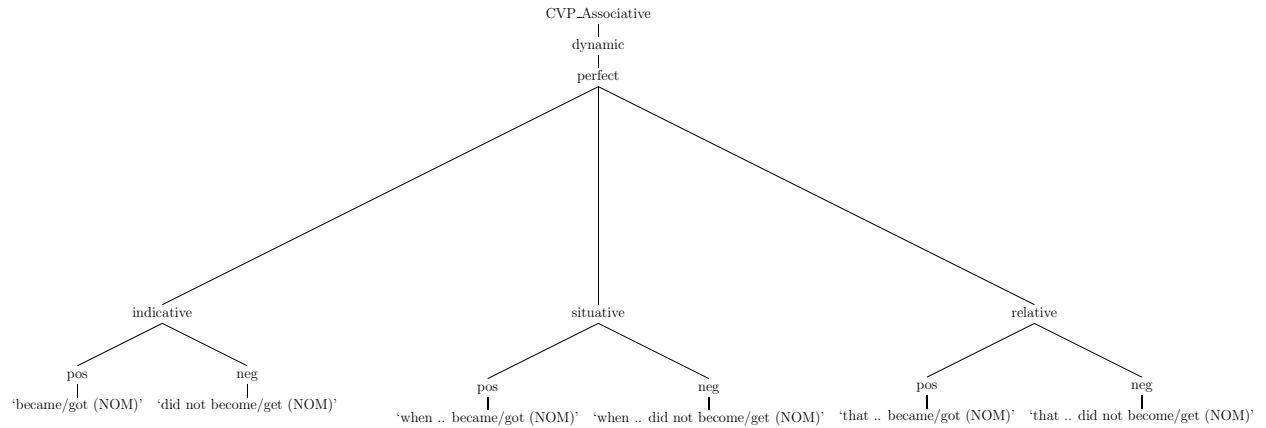 CVP_Associative
dynamic
perfect
indicative situative relative
pos neg pos neg pos neg
‘became/got (NOM)’ ‘did not become/get (NOM)’ ‘when .. became/got (NOM)’ ‘when .. did not become/get (NOM)’ ‘that .. became/got (NOM)’ ‘that .. did not become/get (NOM)’